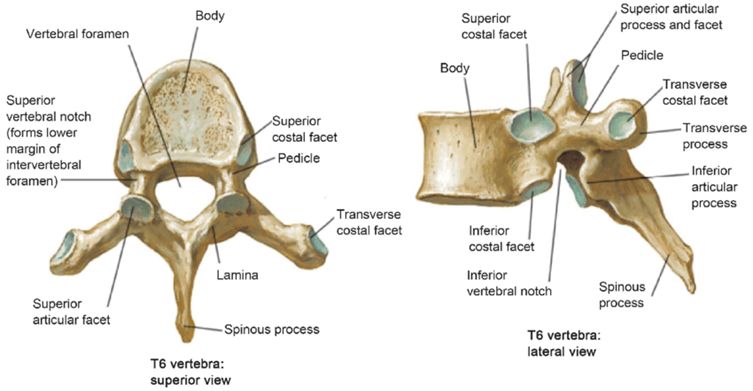 Body
Vertebral foramen
Superior
vertebral notch
(forms lower
margin of
intervertebral
foramen)
Superior
costal facet
Pedicle
Transverse
costal facet
Lamina
Superior
articular facet
Spinous process
T6 vertebra:
superior view
Superior
costal facet
Superior articular
process and facet
Body
Pedicle
Transverse
costal facet
Transverse
process
Inferior
articular
process
Inferior
costal facet
Inferior
vertebral notch
Spinous
process
T6 vertebra:
lateral view